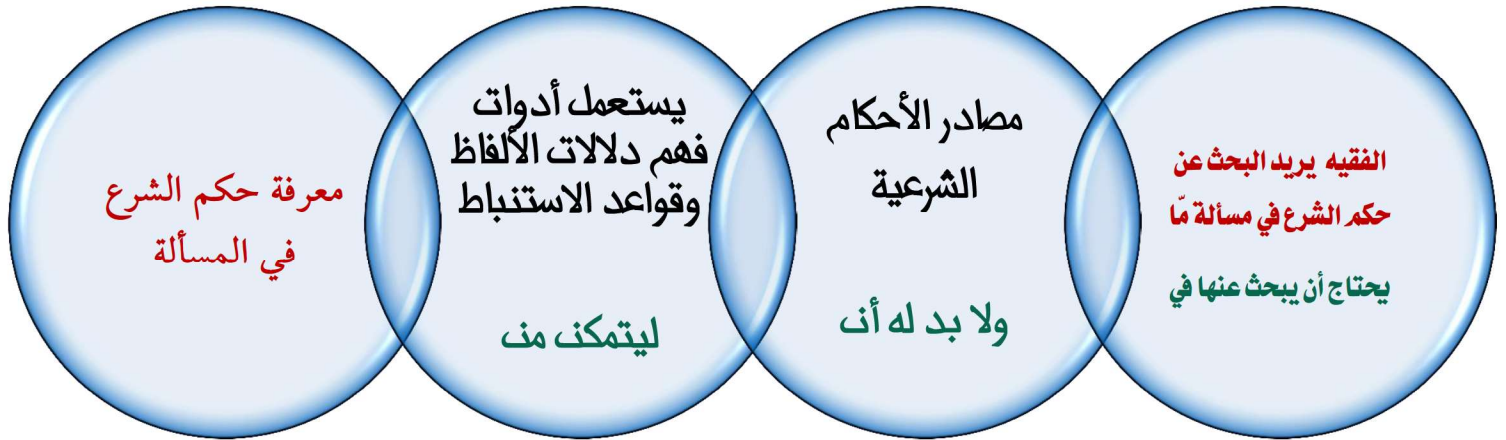 الفقيه يريد البحث عن
حكم الشرع في مسألة مّا
يحتاج أن يبحث عنها في
مصادر الأحكام
الشرعية
ولا بد له أن
يستعمل أدوات
فهم دلالات الألفاظ
وقواعد الاستنباط
ليتمكن من
معرفة حكم الشرع
في المسألة